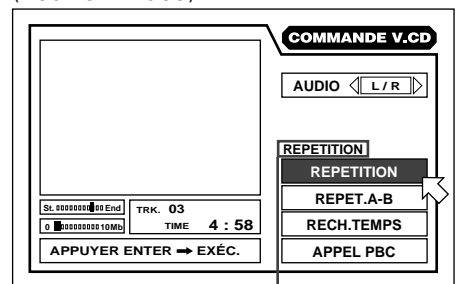 COMMANDE V.CD
AUDIO L / R
REPETITION
REPETITION
REPET.A-B
RECH.TEMPS
APPEL PBC
St. End
TRK. 03
0 10Mb
TIME 4 : 58
APPUYER ENTER ➡ EXÉC.